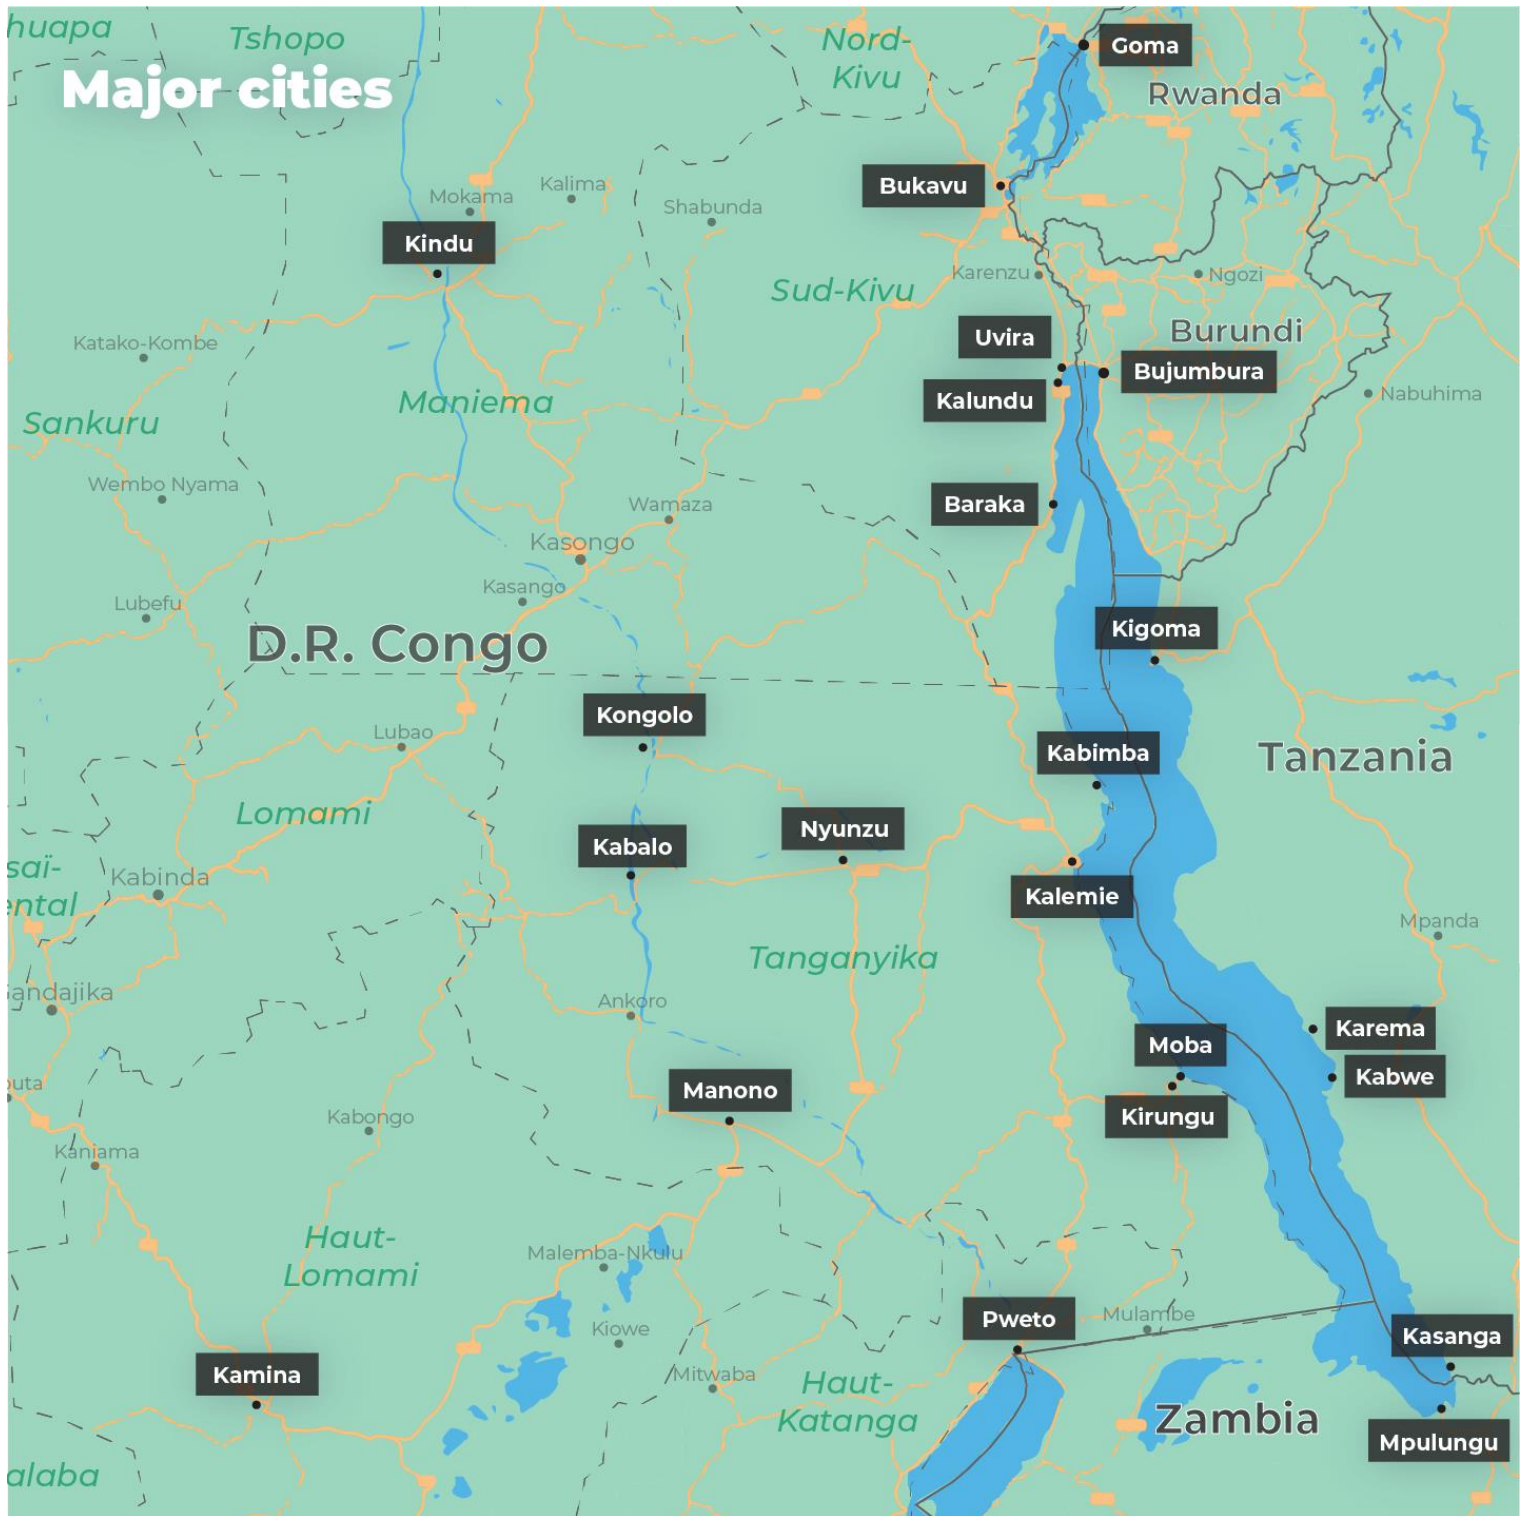 huapa
Tshopo
Major cities
Nord-
Kivu
Goma
Rwanda
Bukavu
Mokama
Kalima
Shabunda
Kindu
Karenzu
Ngozi
Sud-Kivu
Uvira
Burundi
Katako-Kombe
Bujumbura
Kalundu
Nabuhima
Maniema
Sankuru
Wembo Nyama
Wamaza
Baraka
Kasongo
Kasango
Lubefu
D.R. Congo
Kigoma
Kongolo
Lubao
Kabimba
Tanzania
Lomami
Nyunzu
Kabalo
saï-
ental
Kabinda
Kalemie
Mpanda
Tanganyika
Gandajika
Ankoro
Karema
Moba
Kabwe
puta
Manono
Kirungu
Kabongo
Kaniama
Haut-
Lomami
Malemba-Nkulu
Pweto
Mulambe
Kiowe
Kasanga
Kamina
Mitwaba
Haut-
Katanga
Zambia
Mpulungu
alaba